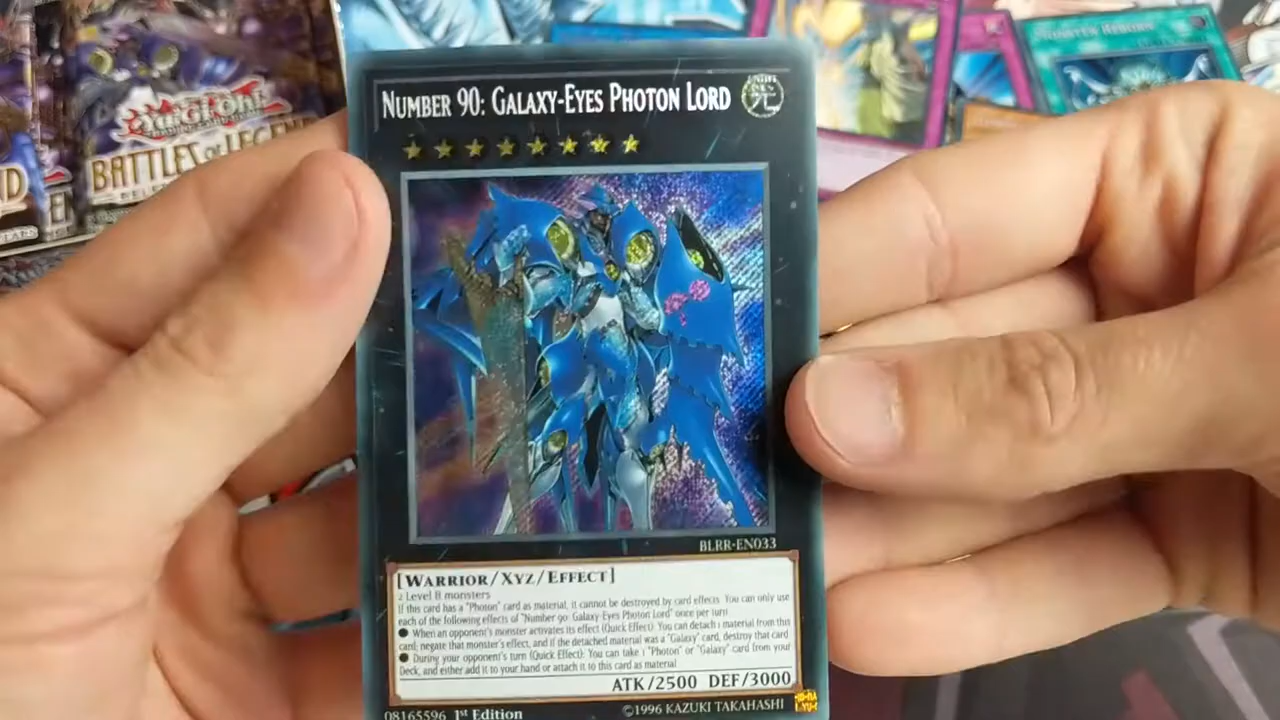 Yu-Gi-Oh!
BATTLES OF LEGEND
MONSTER REBORN
NUMBER 90: GALAXY-EYES PHOTON LORD
LIGHT
光
BLRR-EN033
[WARRIOR/XYZ/EFFECT]
2 Level 8 monsters
If this card has a "Photon" card as material, it cannot be destroyed by card effects. You can only use
each of the following effects of "Number 90: Galaxy-Eyes Photon Lord" once per turn.
● When an opponent's monster activates its effect (Quick Effect): You can detach 1 material from this
card; negate that monster's effect, and if the detached material was a "Galaxy" card, destroy that card.
● During your opponent's turn (Quick Effect): You can take 1 "Photon" or "Galaxy" card from your
Deck, and either add it to your hand or attach it to this card as material.
ATK/2500 DEF/3000
08165596 1st Edition ©1996 KAZUKI TAKAHASHI